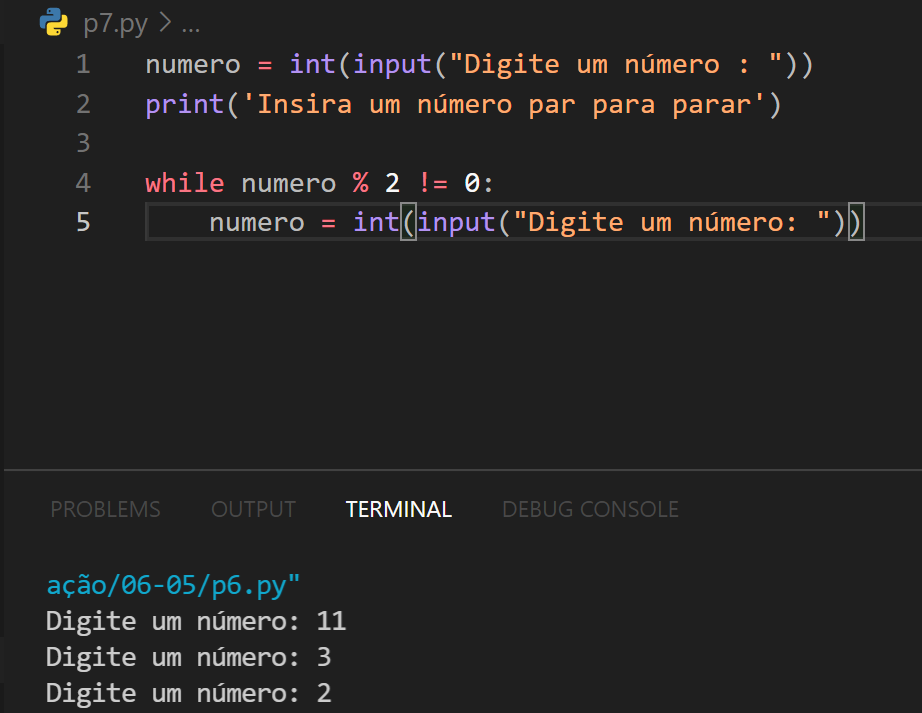 p7.py > ...
1 numero = int(input("Digite um número : "))
2 print('Insira um número par para parar')
3
4 while numero % 2 != 0:
5     numero = int(input("Digite um número: "))
PROBLEMS OUTPUT TERMINAL DEBUG CONSOLE
ação/06-05/p6.py"
Digite um número: 11
Digite um número: 3
Digite um número: 2